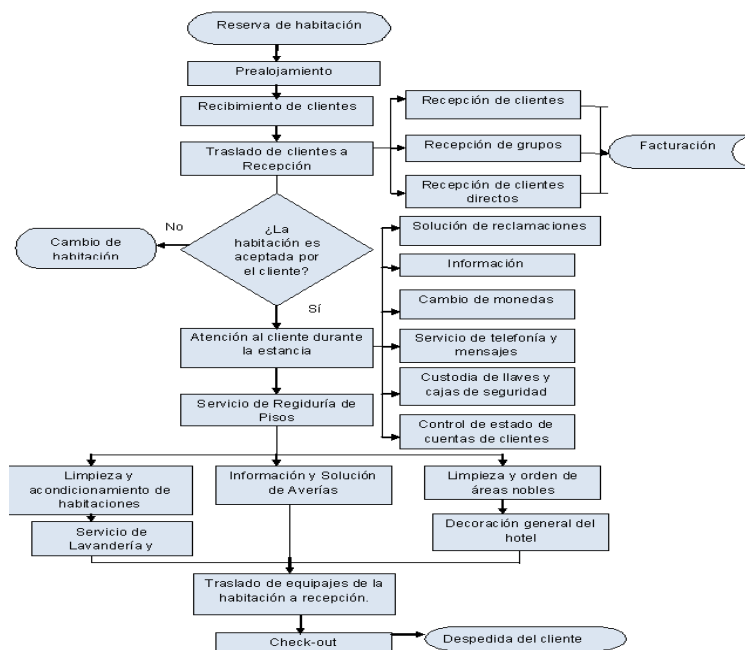 Reserva de habitación
Prealojamiento
Recibimiento de clientes
Traslado de clientes a
Recepción
Recepción de clientes
Recepción de grupos
Recepción de clientes
directos
Facturación
¿La
habitación es
aceptada por
el cliente?
No
Cambio de
habitación
Sí
Atención al cliente durante
la estancia
Solución de reclamaciones
Información
Cambio de monedas
Servicio de telefonía y
mensajes
Custodia de llaves y
cajas de seguridad
Control de estado de
cuentas de clientes
Servicio de Regiduría de
Pisos
Limpieza y
acondicionamiento de
habitaciones
Servicio de
Lavandería y
Información y Solución
de Averías
Limpieza y orden de
áreas nobles
Decoración general del
hotel
Traslado de equipajes de la
habitación a recepción.
Check-out
Despedida del cliente